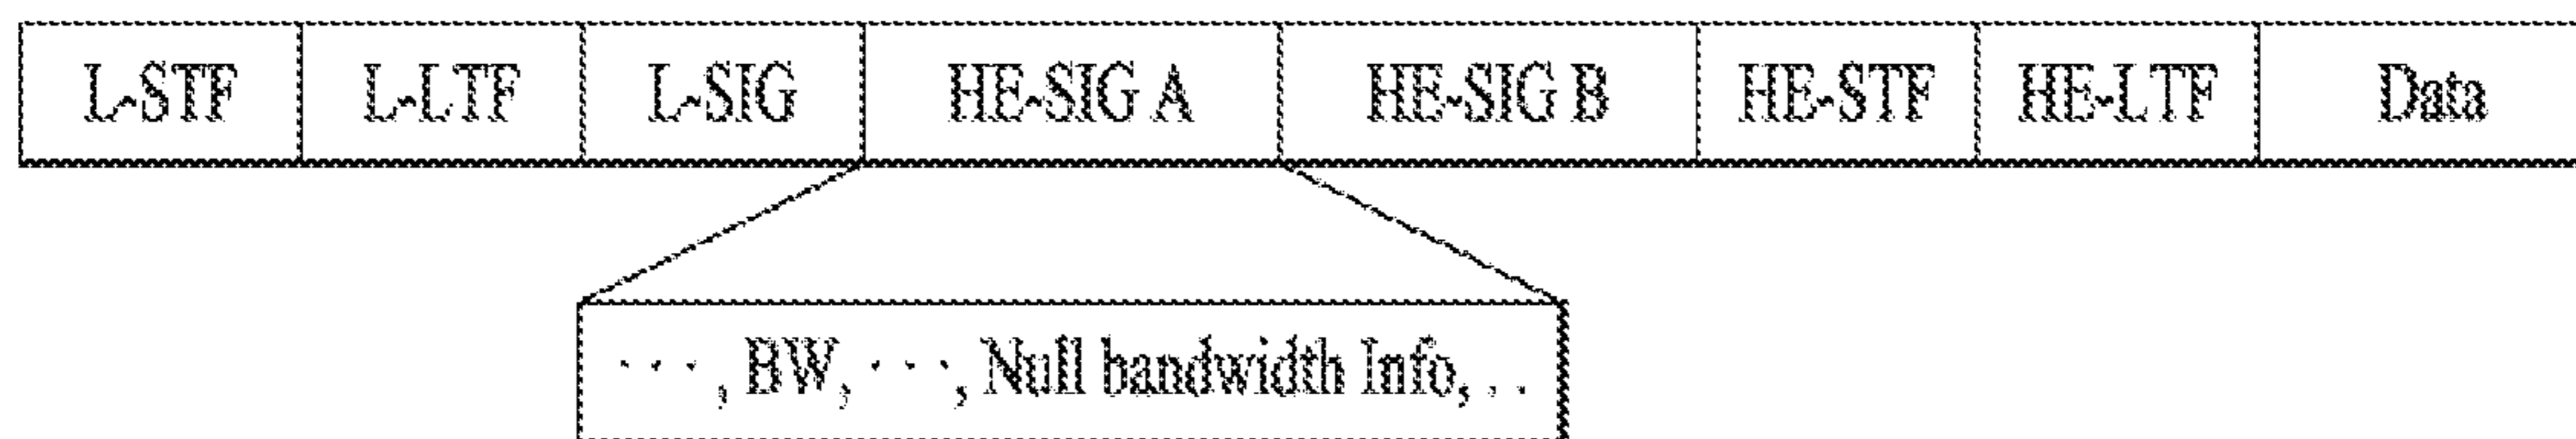 L-STF L-LTF L-SIG HE-SIG A HE-SIG B HE-STF HE-LTF Data
· · · , BW, · · ·, Null bandwidth Info, . .